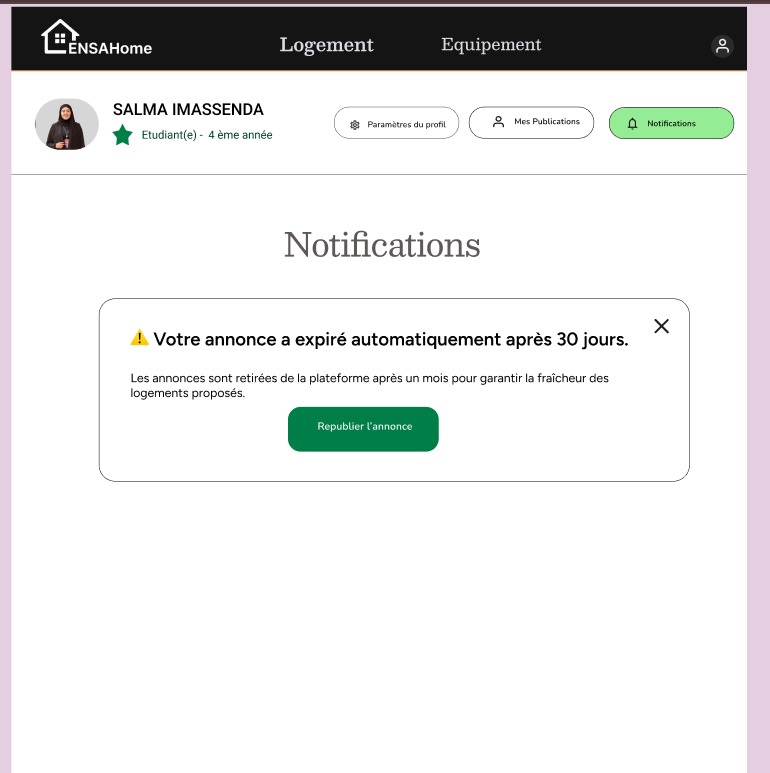 ENSAHome
Logement
Equipement
SALMA IMASSENDA
Etudiant(e) - 4 ème année
Paramètres du profil
Mes Publications
Notifications
Notifications
Votre annonce a expiré automatiquement après 30 jours.
Les annonces sont retirées de la plateforme après un mois pour garantir la fraîcheur des
logements proposés.
Republier l'annonce